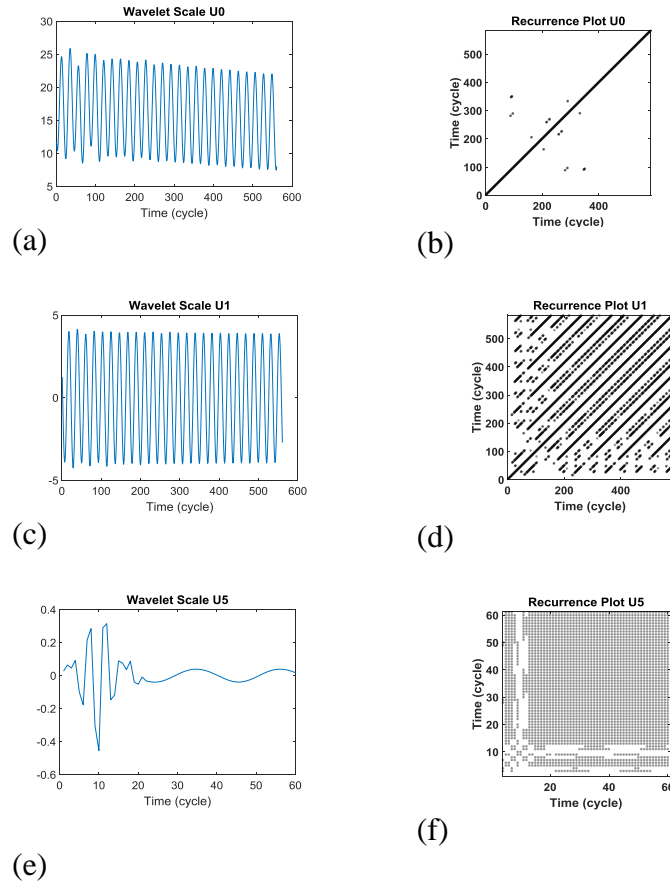 Wavelet Scale U0
30
25
20
15
10
5
0 100 200 300 400 500 600
Time (cycle)
(a)
Recurrence Plot U0
500
400
300
200
100
0
0 200 400
Time (cycle)
Time (cycle)
(b)
Wavelet Scale U1
5
0
-5
0 100 200 300 400 500 600
Time (cycle)
(c)
Recurrence Plot U1
500
400
300
200
100
0
0 200 400
Time (cycle)
Time (cycle)
(d)
Wavelet Scale U5
0.4
0.2
0
-0.2
-0.4
-0.6
0 10 20 30 40 50 60
Time (cycle)
(e)
Recurrence Plot U5
60
50
40
30
20
10
20 40 60
Time (cycle)
Time (cycle)
(f)